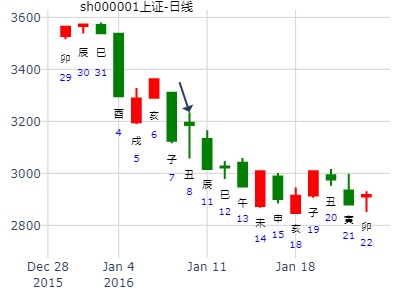 sh000001上证-日线
3600
3400
3200
3000
2800
卯
29
辰
30
巳
31
酉
4
戌
5
亥
6
子
7
丑
8
辰
11
巳
12
午
13
未
14
申
15
亥
18
子
19
丑
20
寅
21
卯
22
Dec 28
2015
Jan 4
2016
Jan 11
Jan 18